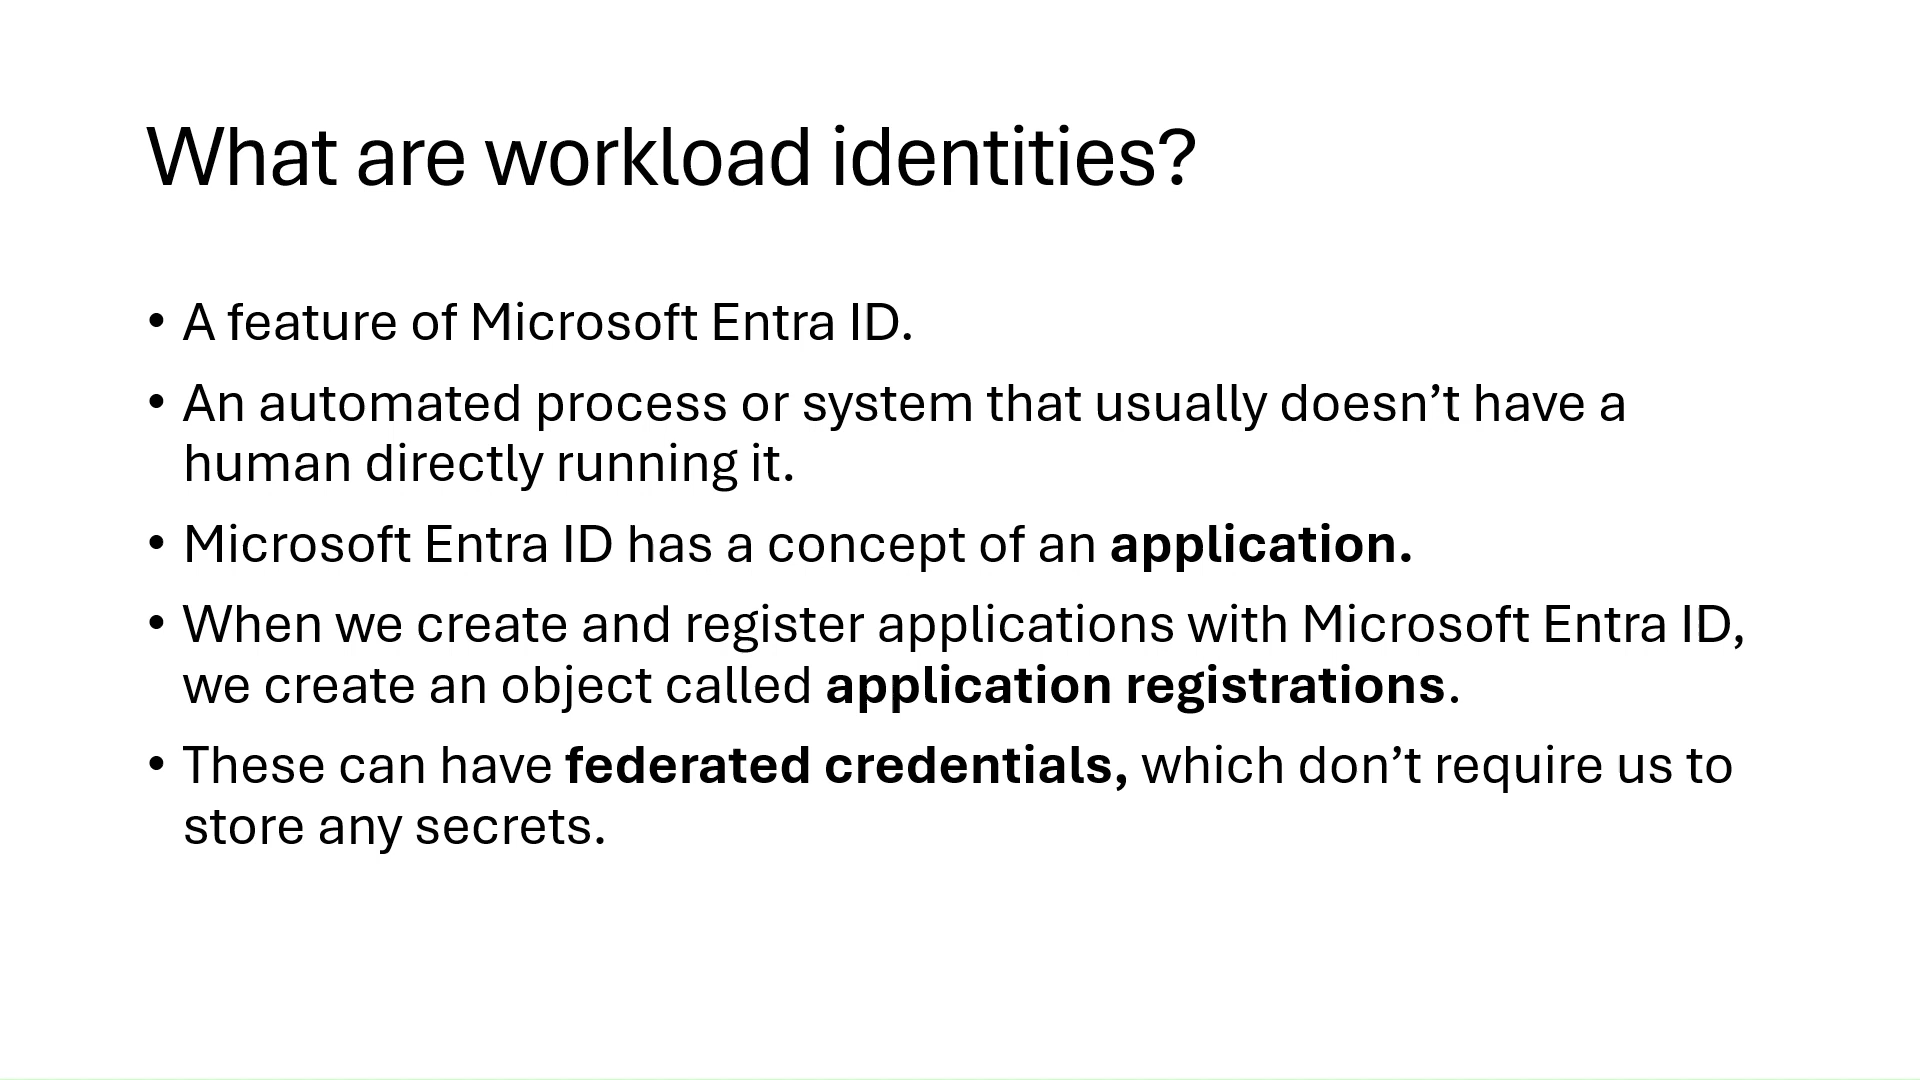 What are workload identities?
• A feature of Microsoft Entra ID.
• An automated process or system that usually doesn’t have a
human directly running it.
• Microsoft Entra ID has a concept of an application.
• When we create and register applications with Microsoft Entra ID,
we create an object called application registrations.
• These can have federated credentials, which don’t require us to
store any secrets.